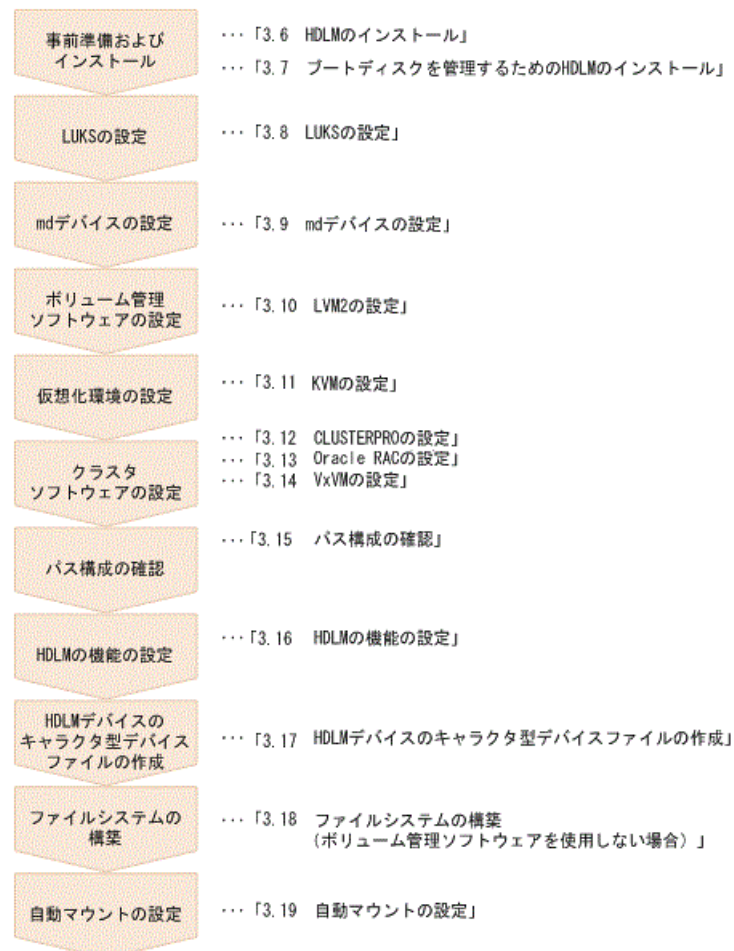 事前準備および
インストール
･･･「3.6 HDLMのインストール」
･･･「3.7 ブートディスクを管理するためのHDLMのインストール」
LUKSの設定
･･･「3.8 LUKSの設定」
mdデバイスの設定
･･･「3.9 mdデバイスの設定」
ボリューム管理
ソフトウェアの設定
･･･「3.10 LVM2の設定」
仮想化環境の設定
･･･「3.11 KVMの設定」
クラスタ
ソフトウェアの設定
･･･「3.12 CLUSTERPROの設定」
･･･「3.13 Oracle RACの設定」
･･･「3.14 VxVMの設定」
パス構成の確認
･･･「3.15 パス構成の確認」
HDLMの機能の設定
･･･「3.16 HDLMの機能の設定」
HDLMデバイスの
キャラクタ型デバイス
ファイルの作成
･･･「3.17 HDLMデバイスのキャラクタ型デバイスファイルの作成」
ファイルシステムの
構築
･･･「3.18 ファイルシステムの構築
(ボリューム管理ソフトウェアを使用しない場合)」
自動マウントの設定
･･･「3.19 自動マウントの設定」